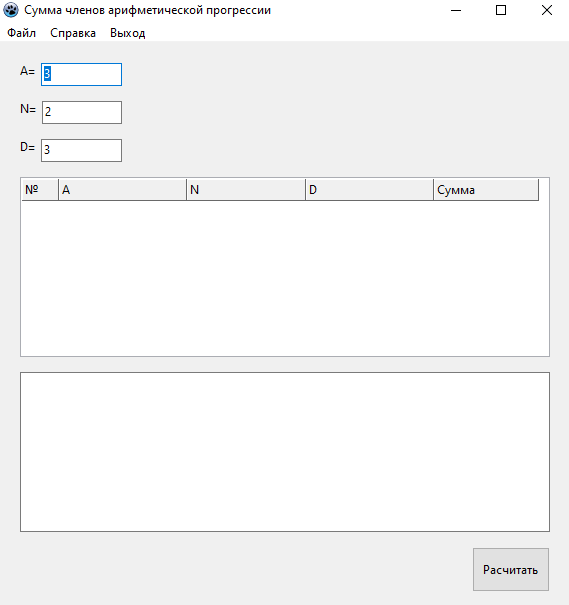 Сумма членов арифметической прогрессии
Файл Справка Выход
A= 3
N= 2
D= 3
№ A N D Сумма
Расчитать